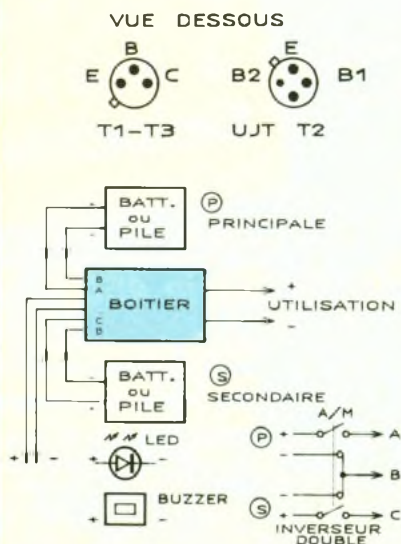 VUE DESSOUS
B
E C
T1-T3
E
B2 B1
UJT T2
BATT.
OU
PILE
P
PRINCIPALE
B
A
C
B
BOITIER
+
UTILISATION
-
BATT.
OU
PILE
S
SECONDAIRE
+ -
LED
+ -
BUZZER
+ -
A/M
P + A
-
B
-
S + C
INVERSEUR
DOUBLE